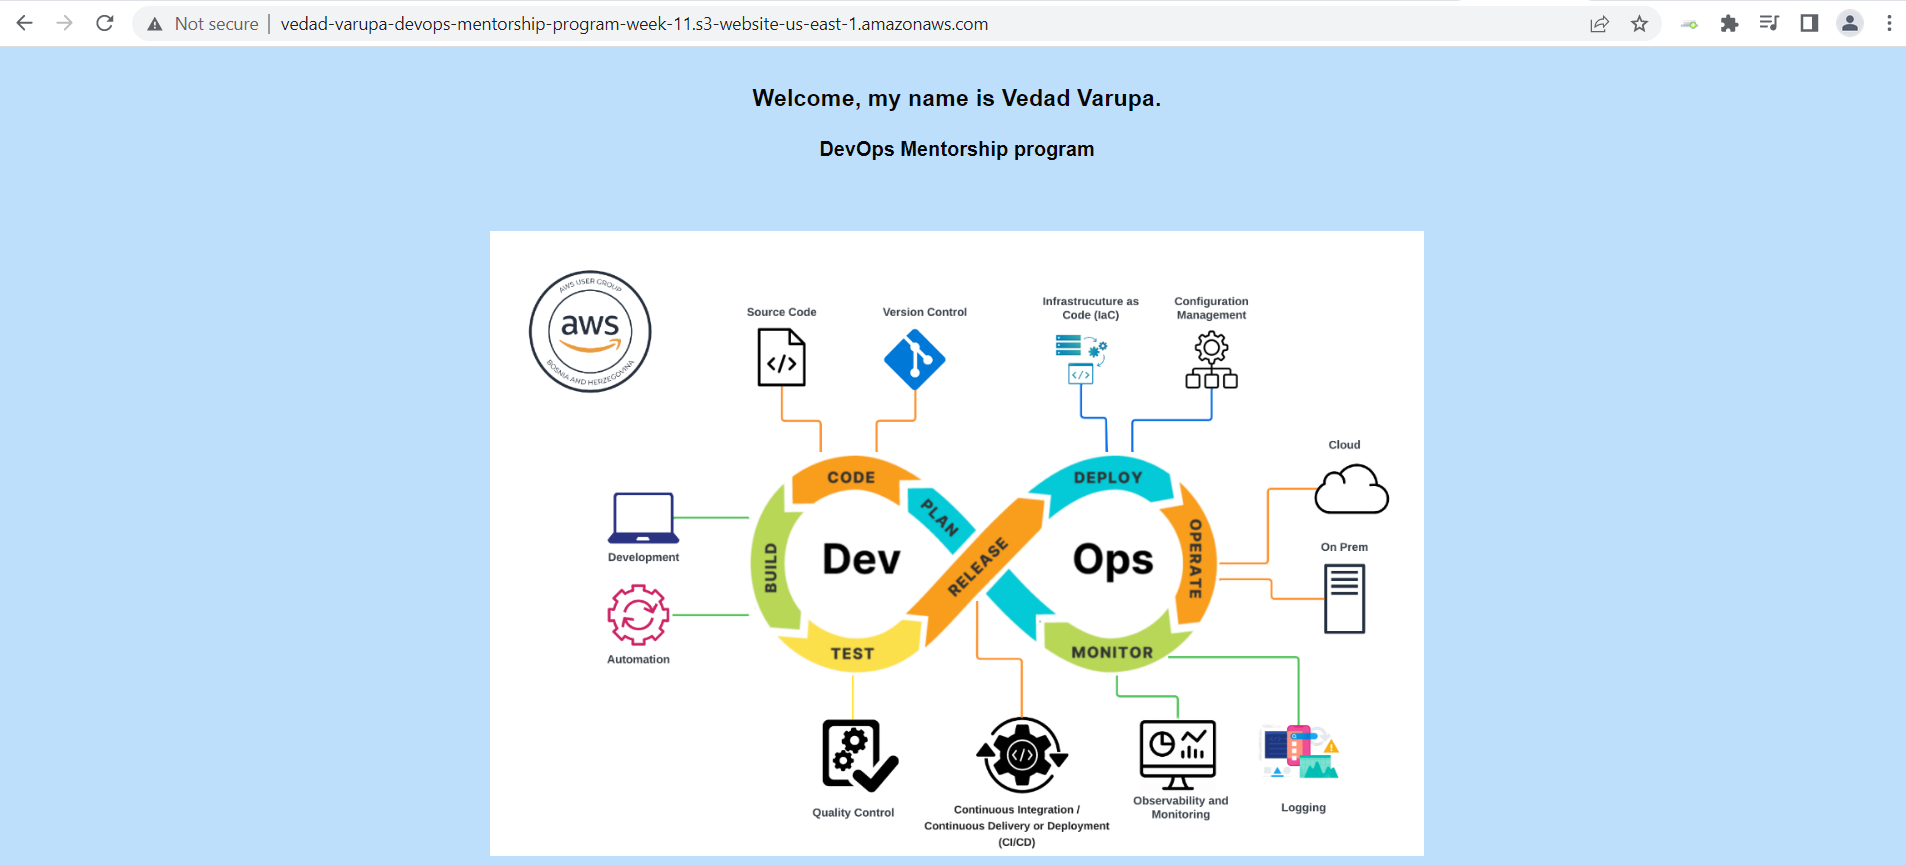 Not secure
vedad-varupa-devops-mentorship-program-week-11.s3-website-us-east-1.amazonaws.com
Welcome, my name is Vedad Varupa.
DevOps Mentorship program
AWS USER GROUP
aws
BOSNIA AND HERZEGOVINA
Source Code
Version Control
Infrastrucuture as
Code (IaC)
Configuration
Management
</>
</>
CODE
PLAN
DEPLOY
Cloud
BUILD
Dev
RELEASE
Ops
OPERATE
Development
On Prem
Automation
TEST
MONITOR
</>
Quality Control
Continuous Integration /
Continuous Delivery or Deployment
(CI/CD)
Observability and
Monitoring
Logging